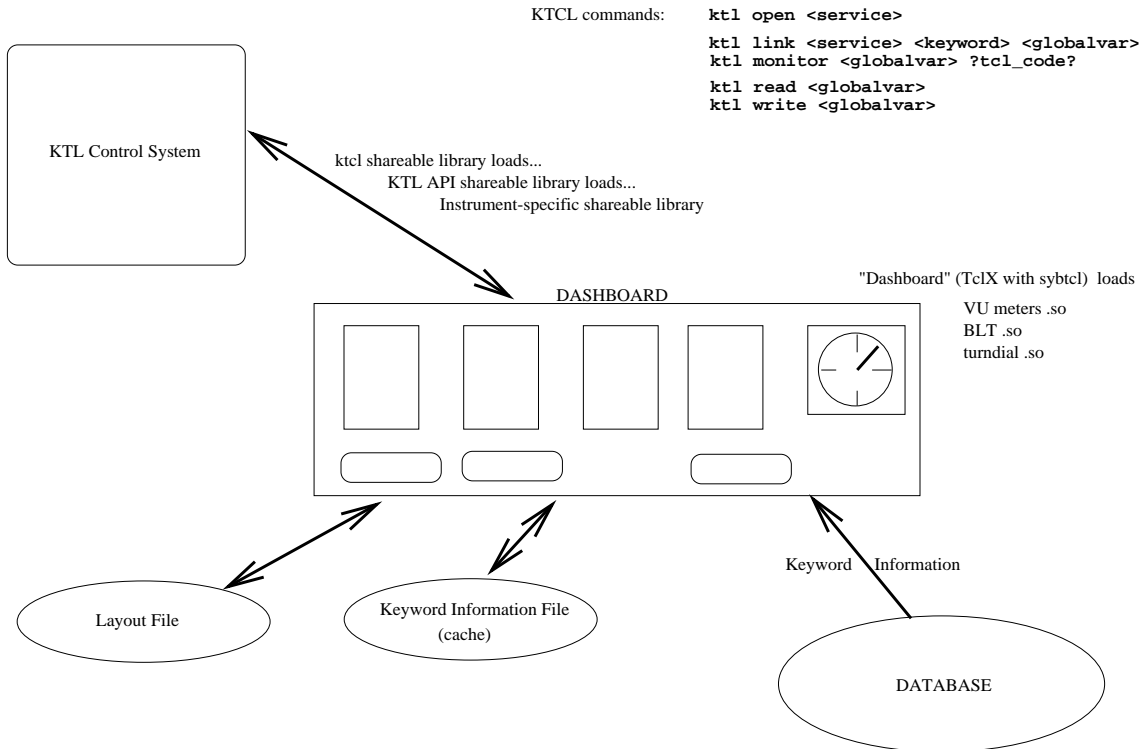 KTCL commands: ktl open <service>
ktl link <service> <keyword> <globalvar>
ktl monitor <globalvar> ?tcl_code?
ktl read <globalvar>
ktl write <globalvar>
KTL Control System
ktcl shareable library loads...
KTL API shareable library loads...
Instrument-specific shareable library
"Dashboard" (TclX with sybtcl) loads
VU meters .so
BLT .so
turndial .so
DASHBOARD
Keyword Information
Layout File
Keyword Information File
(cache)
DATABASE